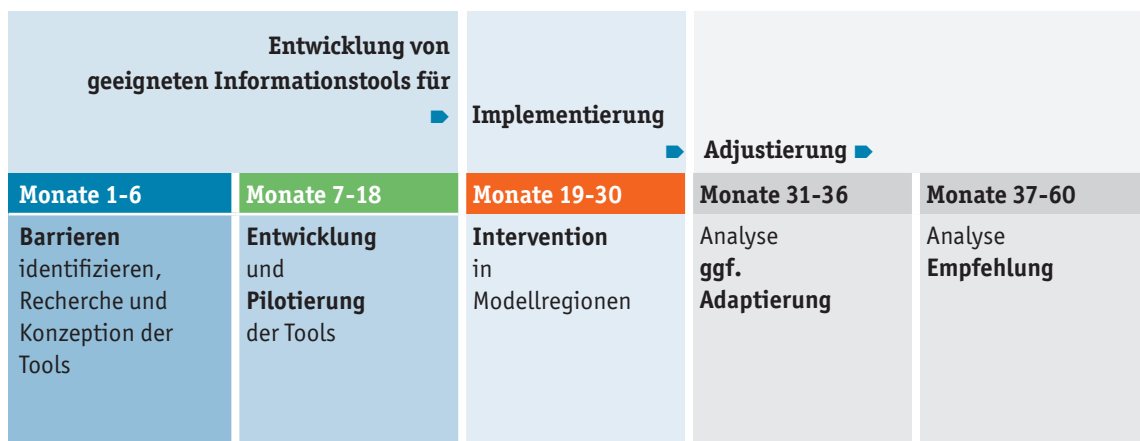 Entwicklung von
geeigneten Informationstools für
Implementierung
Adjustierung
Monate 1-6
Barrieren
identifizieren,
Recherche und
Konzeption der
Tools
Monate 7-18
Entwicklung
und
Pilotierung
der Tools
Monate 19-30
Intervention
in
Modellregionen
Monate 31-36
Analyse
ggf.
Adaptierung
Monate 37-60
Analyse
Empfehlung